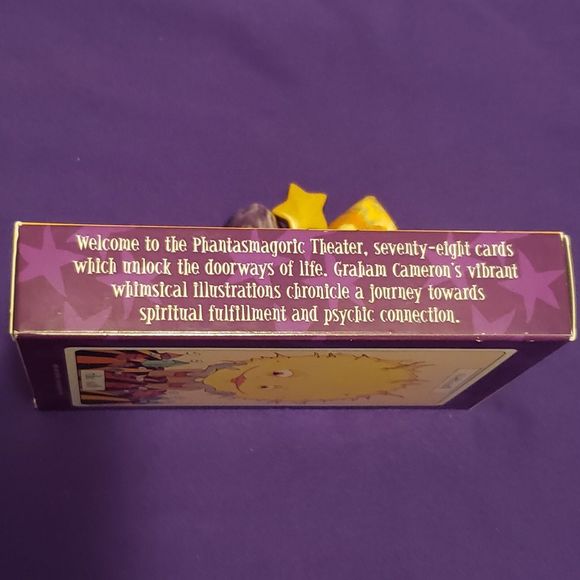 Welcome to the Phantasmagoric Theater, seventy-eight cards
which unlock the doorways of life. Graham Cameron's vibrant
whimsical illustrations chronicle a journey towards
spiritual fulfillment and psychic connection.